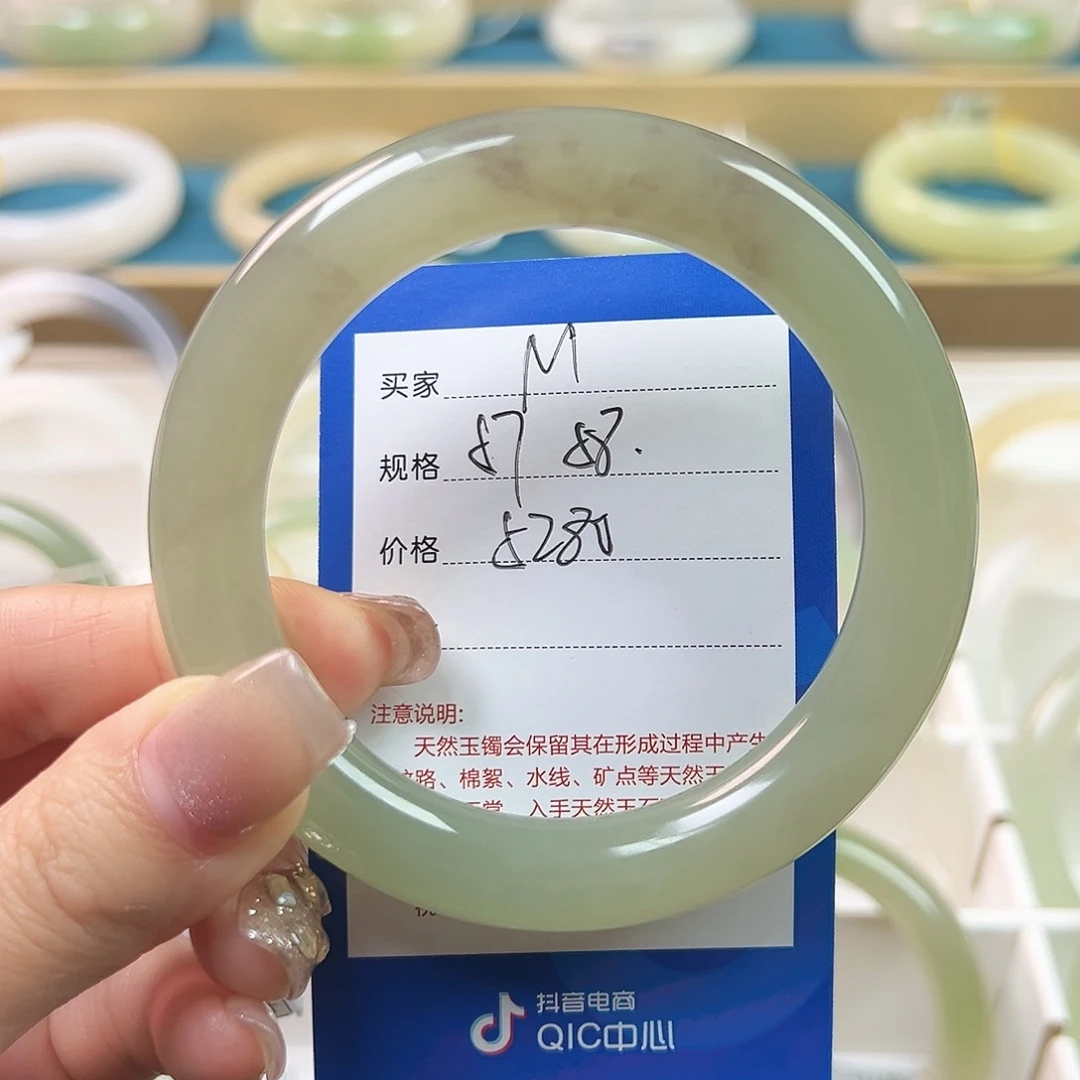 买家 M
规格 57 58.
价格 5280
注意说明:
天然玉镯会保留其在形成过程中产生
纹路、棉絮、水线、矿点等天然
入手天然玉石
抖音电商
QIC中心